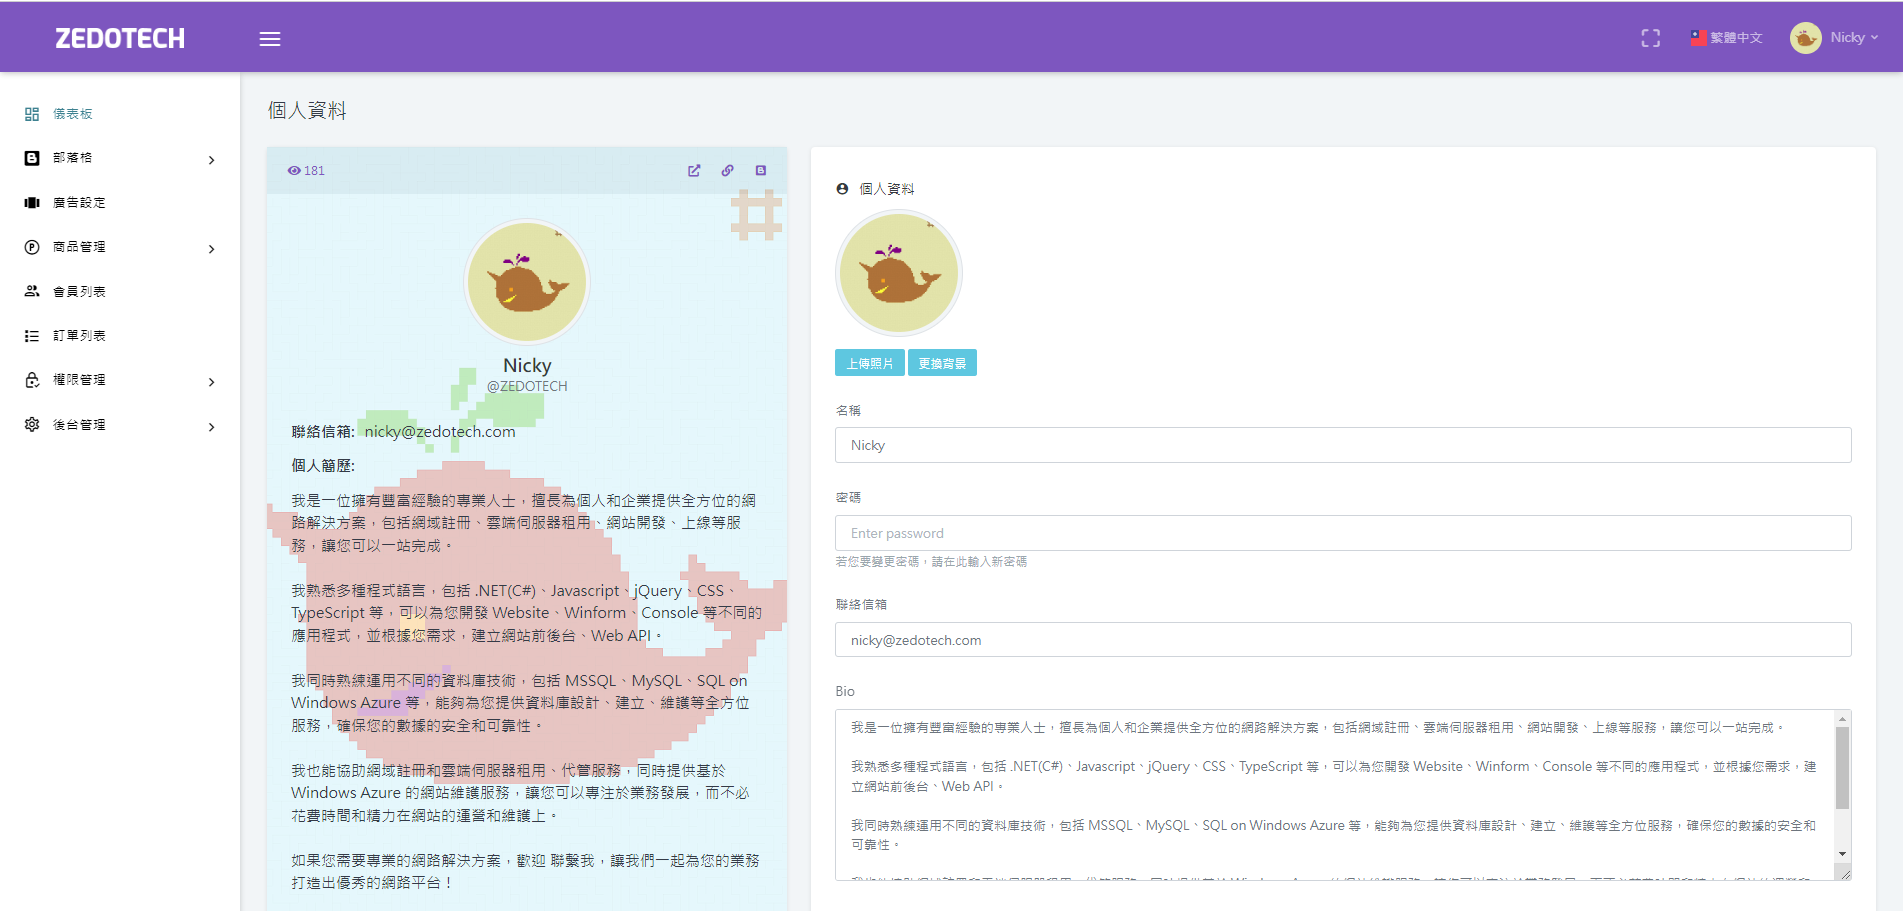 ZEDOTECH
繁體中文
Nicky
儀表板
部落格
廣告設定
商品管理
會員列表
訂單列表
權限管理
後台管理
個人資料
181
Nicky
@ZEDOTECH
聯絡信箱: nicky@zedotech.com
個人簡歷:
我是一位擁有豐富經驗的專業人士，擅長為個人和企業提供全方位的網
路解決方案，包括網域註冊、雲端伺服器租用、網站開發、上線等服
務，讓您可以一站完成。
我熟悉多種程式語言，包括 .NET(C#)、Javascript、jQuery、CSS、
TypeScript 等，可以為您開發 Website、Winform、Console 等不同的
應用程式，並根據您需求，建立網站前後台、Web API。
我同時熟練運用不同的資料庫技術，包括 MSSQL、MySQL、SQL on
Windows Azure 等，能夠為您提供資料庫設計、建立、維護等全方位
服務，確保您的數據的安全和可靠性。
我也能協助網域註冊和雲端伺服器租用、代管服務，同時提供基於
Windows Azure 的網站維護服務，讓您可以專注於業務發展，而不必
花費時間和精力在網站的運營和維護上。
如果您需要專業的網路解決方案，歡迎 聯繫我，讓我們一起為您的業務
打造出優秀的網路平台！
個人資料
上傳照片
更換背景
名稱
Nicky
密碼
Enter password
若您要變更密碼，請在此輸入新密碼
聯絡信箱
nicky@zedotech.com
Bio
我是一位擁有豐富經驗的專業人士，擅長為個人和企業提供全方位的網路解決方案，包括網域註冊、雲端伺服器租用、網站開發、上線等服務，讓您可以一站完成。
我熟悉多種程式語言，包括 .NET(C#)、Javascript、jQuery、CSS、TypeScript 等，可以為您開發 Website、Winform、Console 等不同的應用程式，並根據您需求，建
立網站前後台、Web API。
我同時熟練運用不同的資料庫技術，包括 MSSQL、MySQL、SQL on Windows Azure 等，能夠為您提供資料庫設計、建立、維護等全方位服務，確保您的數據的安全和
可靠性。